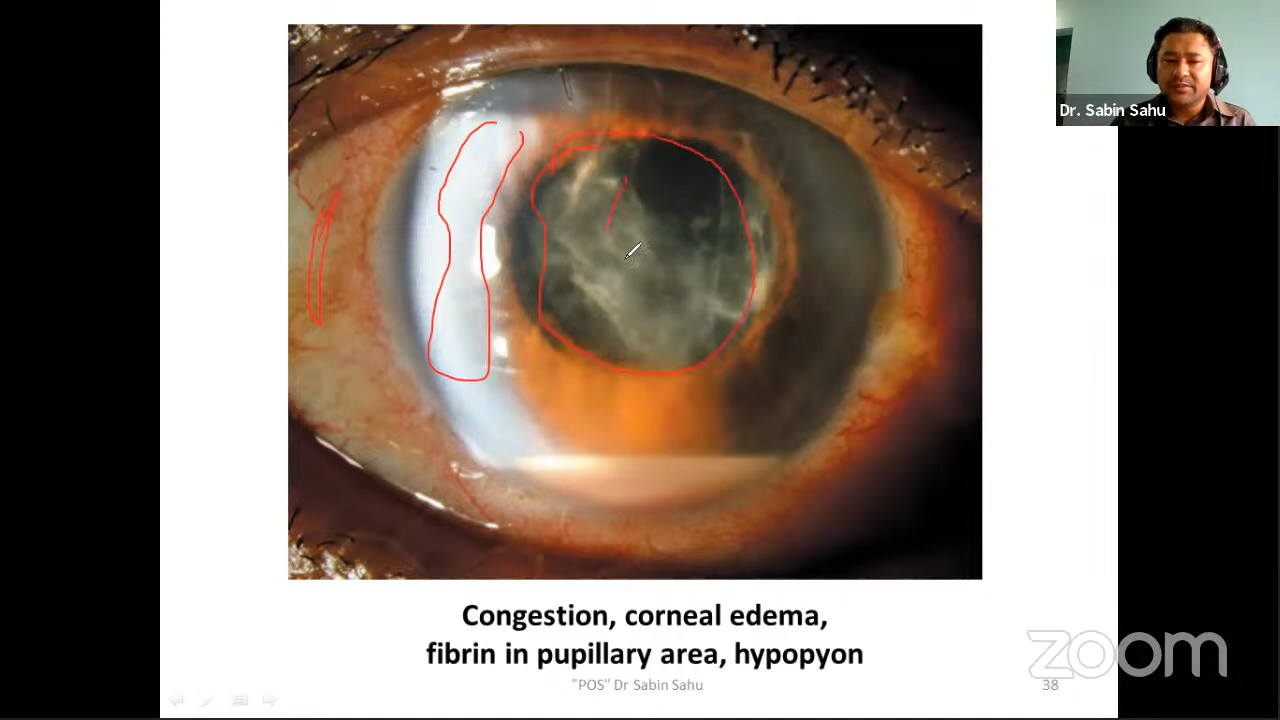 Dr. Sabin Sahu
Congestion, corneal edema,
fibrin in pupillary area, hypopyon
zoom
"POS" Dr Sabin Sahu
38